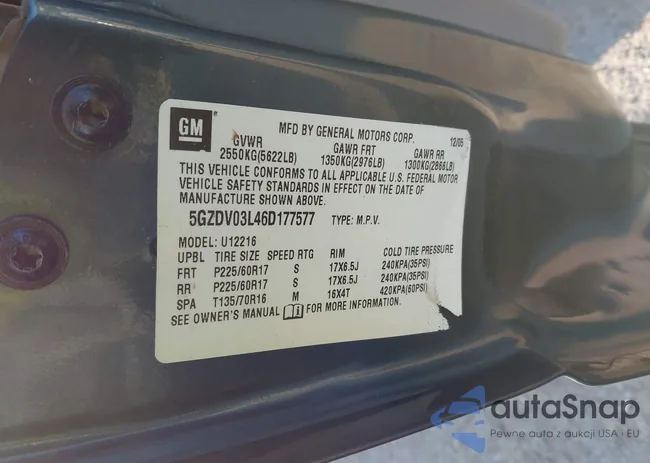 GM
MFD BY GENERAL MOTORS CORP. 12/05
GVWR GAWR FRT GAWR RR
2550KG(5622LB) 1350KG(2976LB) 1300KG(2866LB)
THIS VEHICLE CONFORMS TO ALL APPLICABLE U.S. FEDERAL MOTOR
VEHICLE SAFETY STANDARDS IN EFFECT ON THE DATE OF
MANUFACTURE SHOWN ABOVE.
5GZDV03L46D177577 TYPE: M.P.V.
MODEL: U12216
UPBL TIRE SIZE SPEED RTG RIM COLD TIRE PRESSURE
FRT P225/60R17 S 17X6.5J 240KPA(35PSI)
RR P225/60R17 S 17X6.5J 240KPA(35PSI)
SPA T135/70R16 M 16X4T 420KPA(60PSI)
SEE OWNER'S MANUAL i FOR MORE INFORMATION.
autaSnap
Pewne auta z aukcji USA · EU